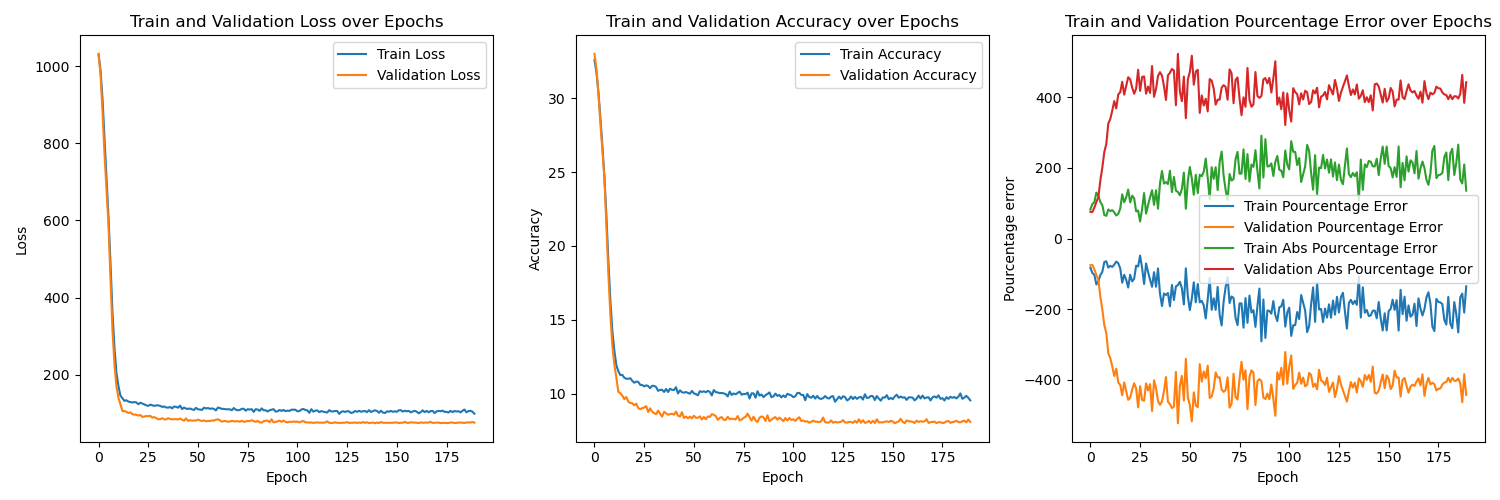 Train and Validation Loss over Epochs
Train Loss
Validation Loss
1000
800
600
400
200
Loss
0
25
50
75
100
125
150
175
Epoch
Train and Validation Accuracy over Epochs
Train Accuracy
Validation Accuracy
30
25
20
15
10
Accuracy
0
25
50
75
100
125
150
175
Epoch
Train and Validation Pourcentage Error over Epochs
400
200
0
−200
−400
Pourcentage error
Train Pourcentage Error
Validation Pourcentage Error
Train Abs Pourcentage Error
Validation Abs Pourcentage Error
0
25
50
75
100
125
150
175
Epoch